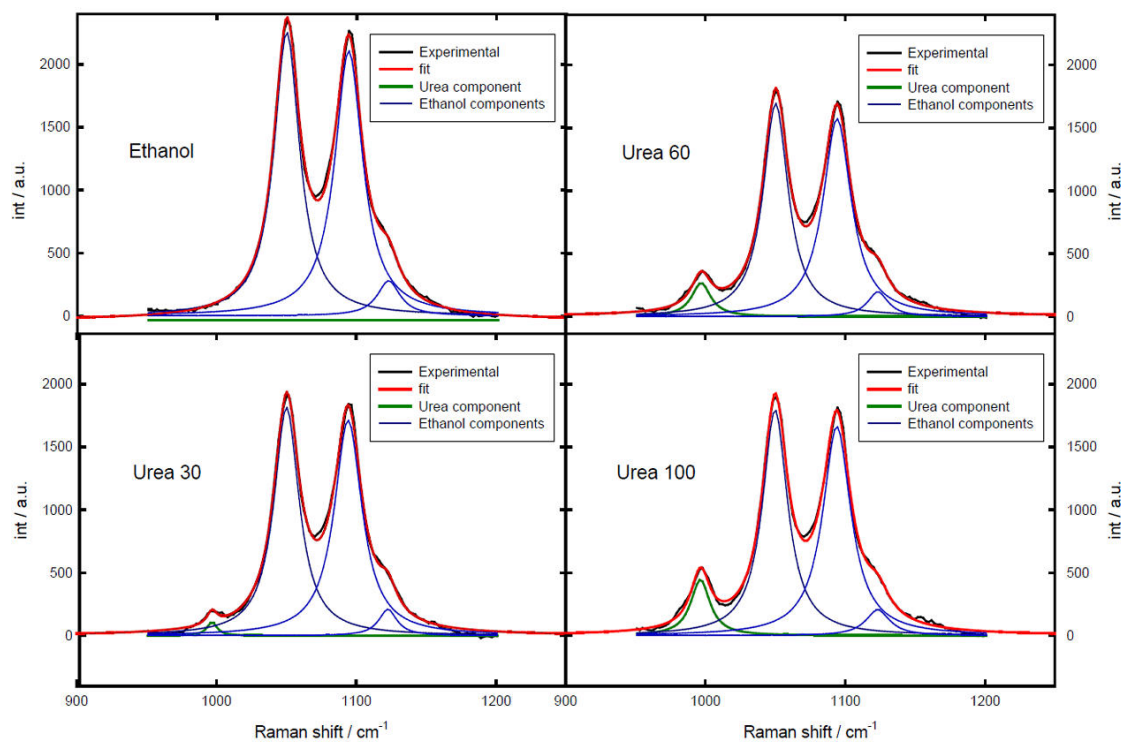 2000
1500
1000
500
0
int / a.u.
Ethanol
Experimental
fit
Urea component
Ethanol components
Urea 60
Experimental
fit
Urea component
Ethanol components
2000
1500
1000
500
0
int / a.u.
2000
1500
1000
500
0
int / a.u.
Urea 30
Experimental
fit
Urea component
Ethanol components
900 1000 1100 1200
Raman shift / cm⁻¹
Urea 100
Experimental
fit
Urea component
Ethanol components
2000
1500
1000
500
0
int / a.u.
900 1000 1100 1200
Raman shift / cm⁻¹